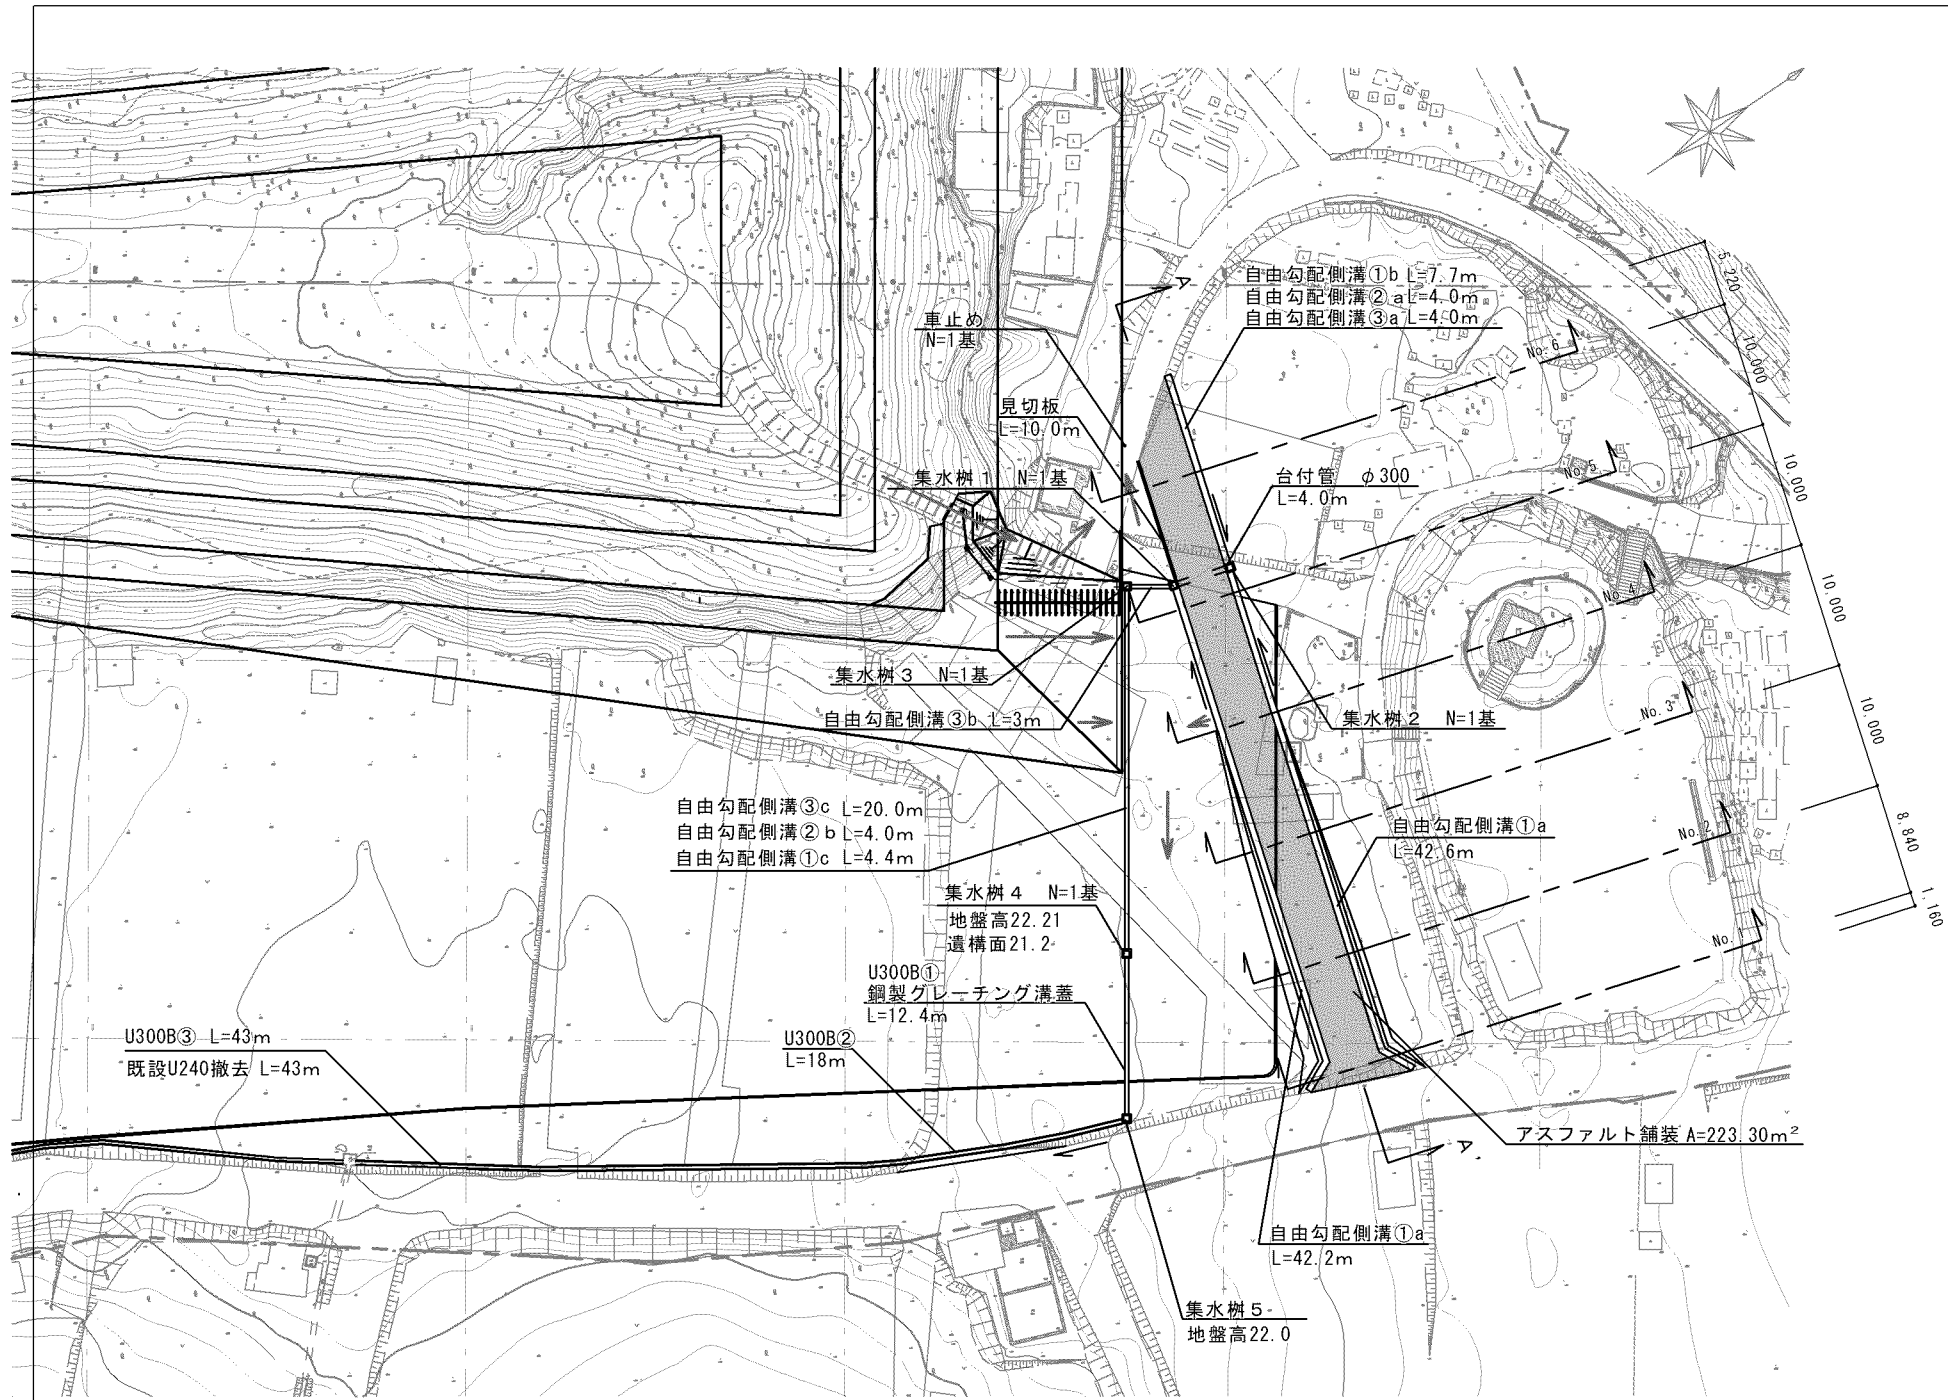 自由勾配側溝①b L=7.7m
自由勾配側溝②a L=4.0m
自由勾配側溝③a L=4.0m
A
車止め
N=1基
見切板
L=10.0m
集水桝1 N=1基
台付管 φ300
L=4.0m
集水桝3 N=1基
自由勾配側溝③b L=3m
集水桝2 N=1基
自由勾配側溝③c L=20.0m
自由勾配側溝②b L=4.0m
自由勾配側溝①c L=4.4m
自由勾配側溝①a
L=42.6m
集水桝4 N=1基
地盤高22.21
遺構面21.2
U300B①
鋼製グレーチング溝蓋
L=12.4m
U300B②
L=18m
U300B③ L=43m
既設U240撤去 L=43m
アスファルト舗装 A=223.30m²
A'
自由勾配側溝①a
L=42.2m
集水桝5
地盤高22.0
No.6
No.5
No.4
No.3
No.2
No.
5.220
10.000
10.000
10.000
10.000
8.840
1.160